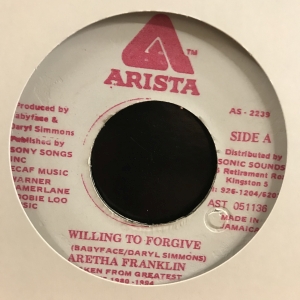 TM
ARISTA
AS - 2229
Produced by
Babyface &
Daryl Simmons
Published by
SONY SONGS
INC
ECAF MUSIC
WARNER
TAMERLANE
BOOBIE LOO
MUSIC
SIDE A
Distributed by
SONIC SOUNDS
Retirement Road
Kingston 5
926-1204/620
AST 051136
MADE IN
JAMAICA
WILLING TO FORGIVE
(BABYFACE/DARYL SIMMONS)
ARETHA FRANKLIN
TAKEN FROM GREATEST
1980-1994